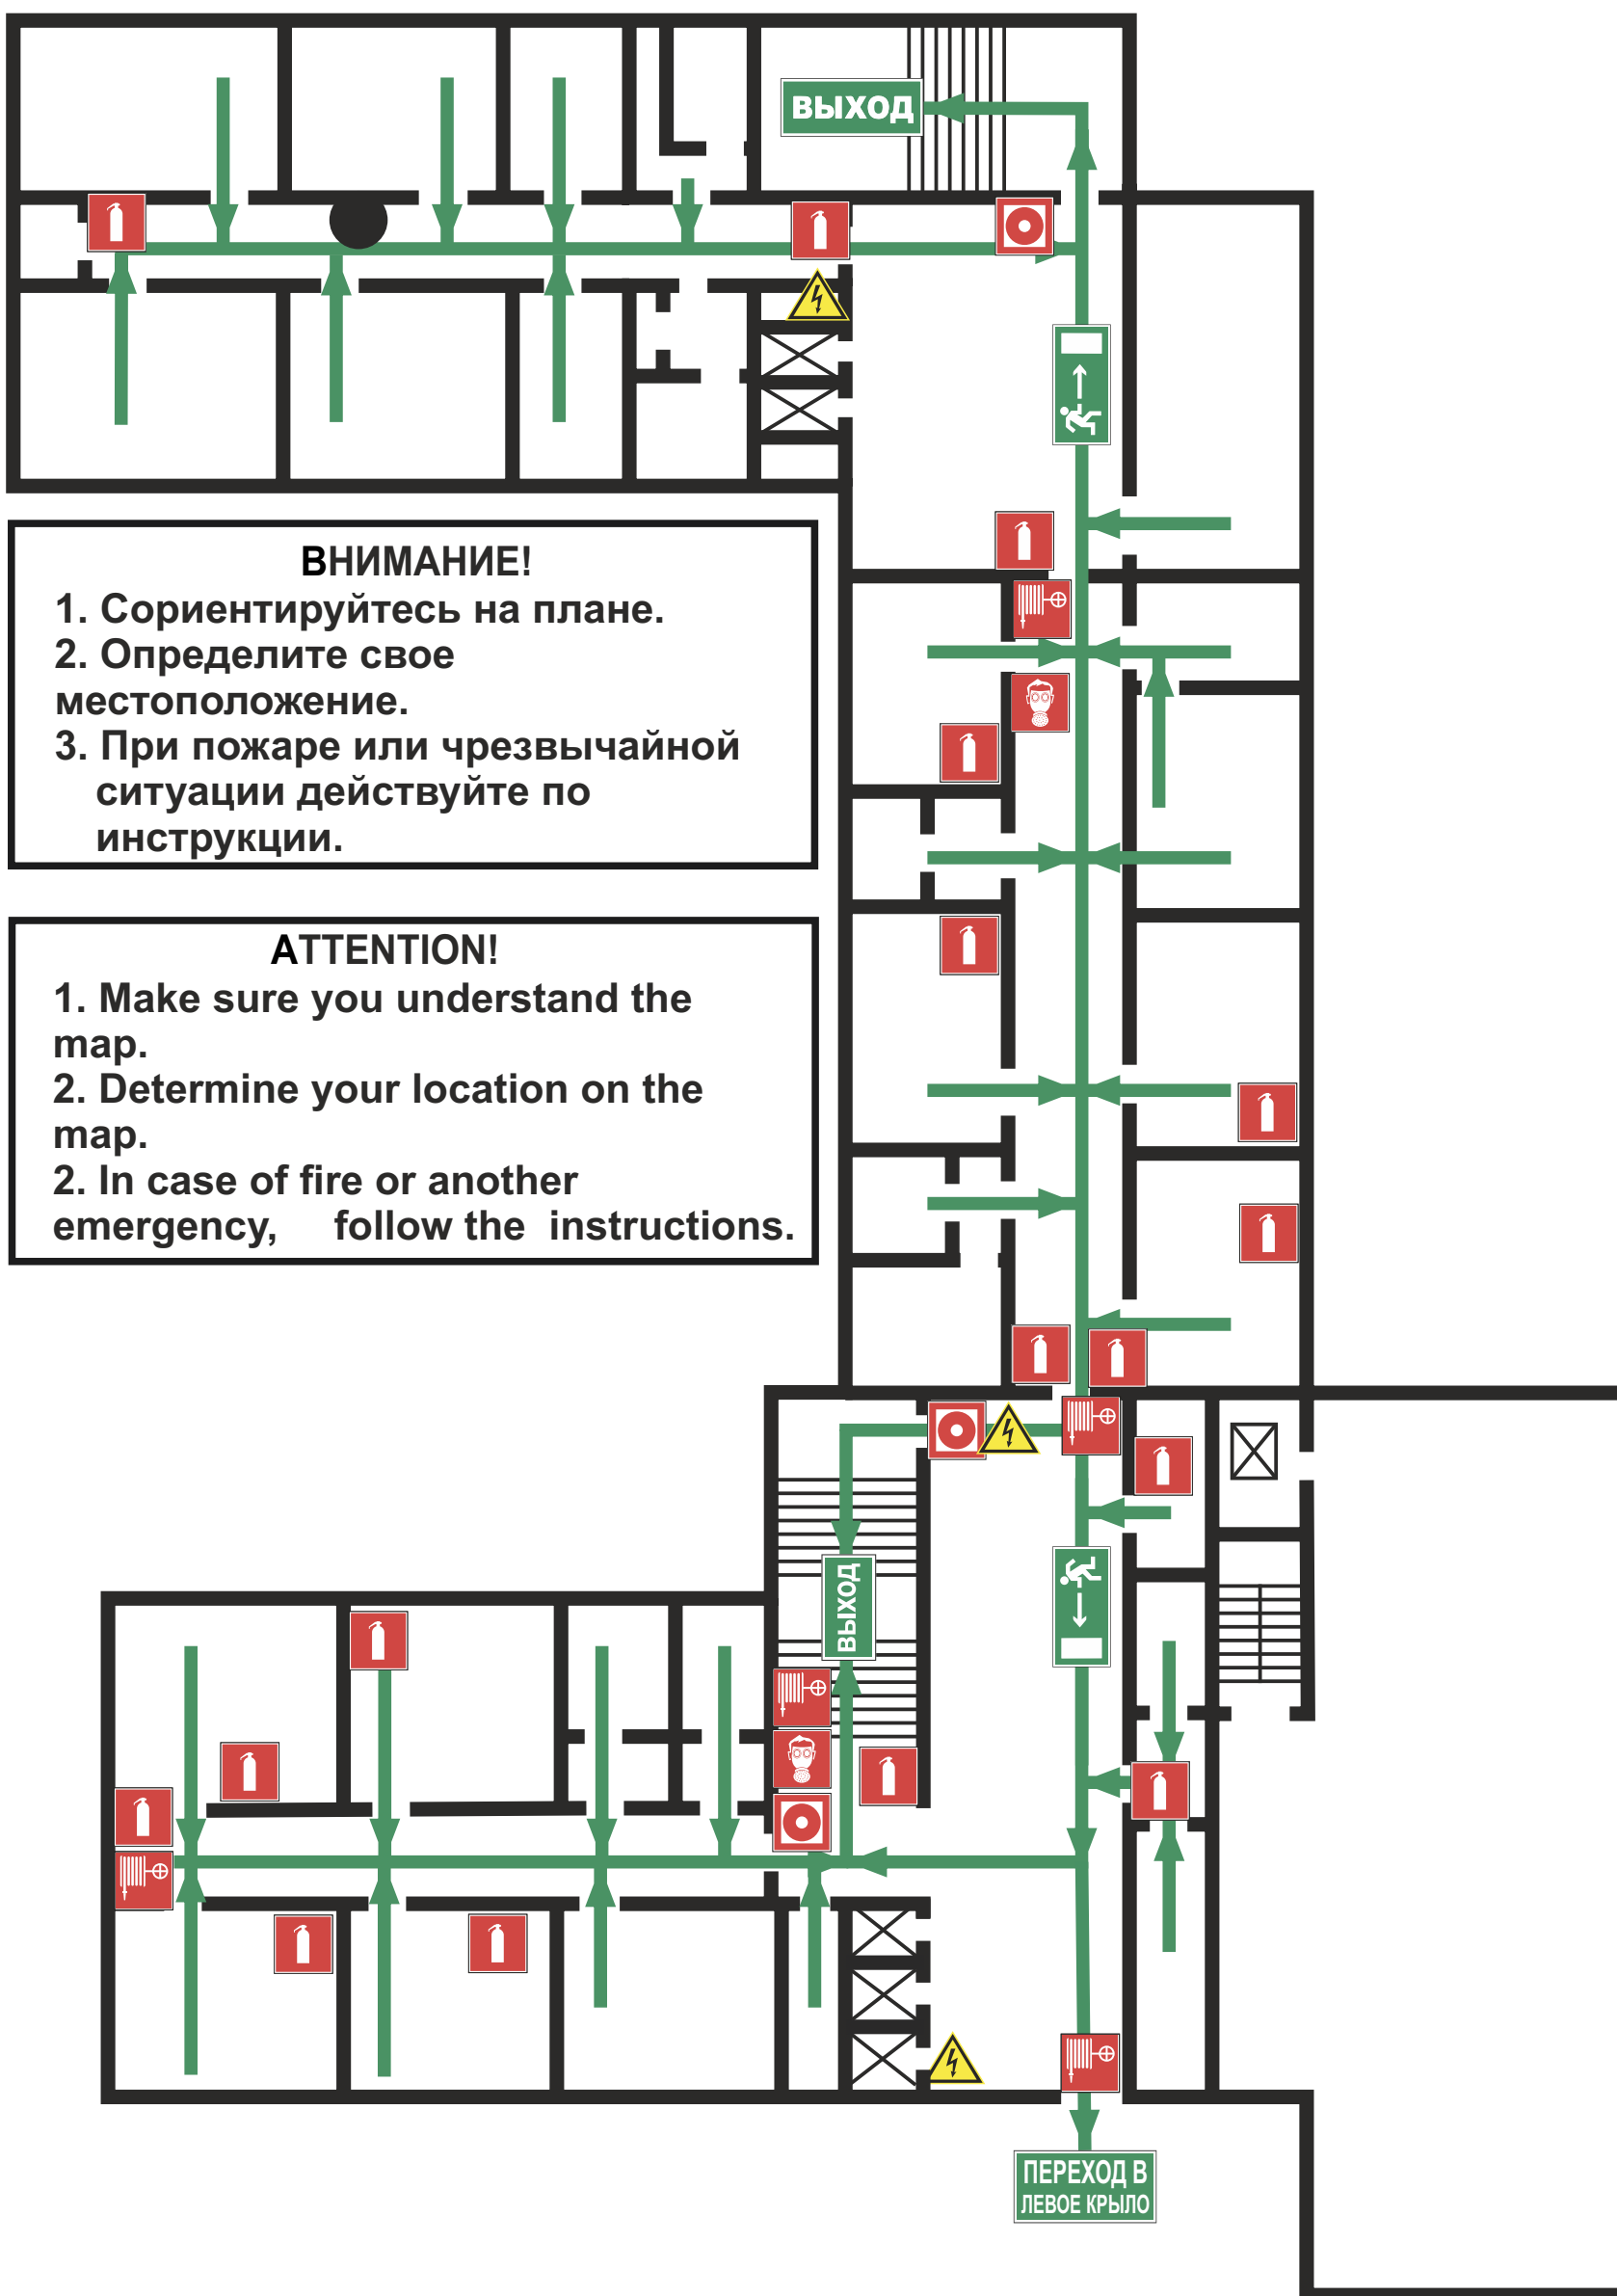 ВЫХОД
ВНИМАНИЕ!
1. Сориентируйтесь на плане.
2. Определите свое
местоположение.
3. При пожаре или чрезвычайной
ситуации действуйте по
инструкции.
ATTENTION!
1. Make sure you understand the
map.
2. Determine your location on the
map.
2. In case of fire or another
emergency, follow the instructions.
ВЫХОД
ПЕРЕХОД В
ЛЕВОЕ КРЫЛО